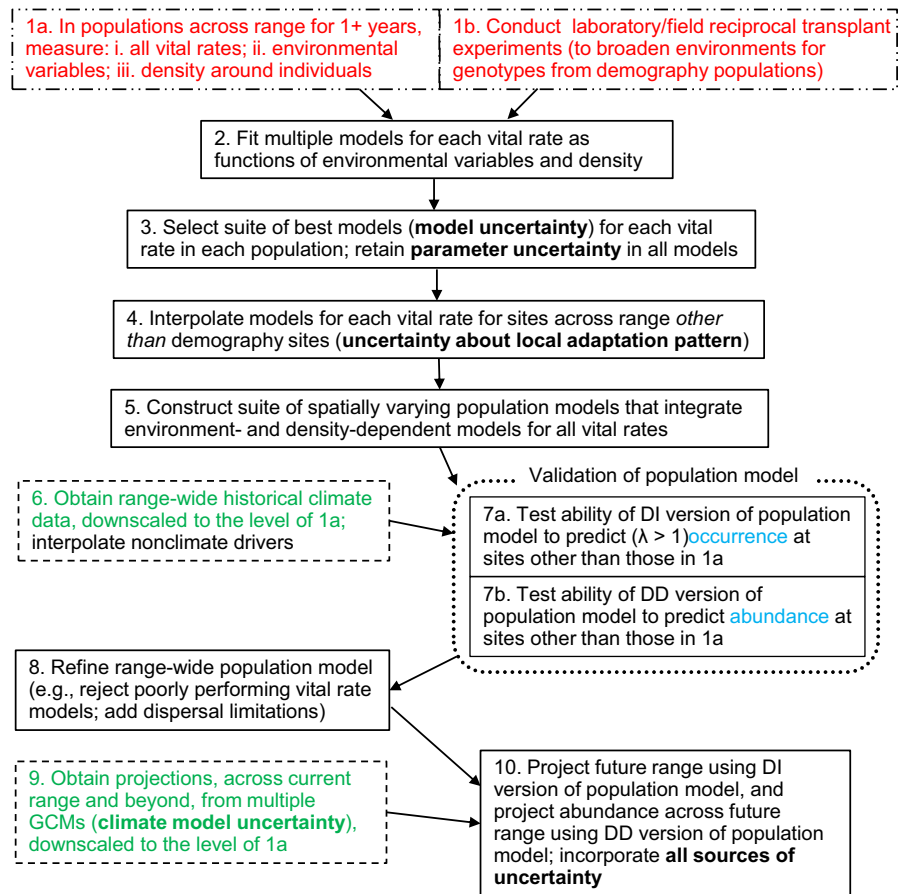 1a. In populations across range for 1+ years,
measure: i. all vital rates; ii. environmental
variables; iii. density around individuals
1b. Conduct laboratory/field reciprocal transplant
experiments (to broaden environments for
genotypes from demography populations)
2. Fit multiple models for each vital rate as
functions of environmental variables and density
3. Select suite of best models (model uncertainty) for each vital
rate in each population; retain parameter uncertainty in all models
4. Interpolate models for each vital rate for sites across range other
than demography sites (uncertainty about local adaptation pattern)
5. Construct suite of spatially varying population models that integrate
environment- and density-dependent models for all vital rates
Validation of population model
6. Obtain range-wide historical climate
data, downscaled to the level of 1a;
interpolate nonclimate drivers
7a. Test ability of DI version of population
model to predict (λ > 1)occurrence at
sites other than those in 1a
7b. Test ability of DD version of
population model to predict abundance at
sites other than those in 1a
8. Refine range-wide population model
(e.g., reject poorly performing vital rate
models; add dispersal limitations)
9. Obtain projections, across current
range and beyond, from multiple
GCMs (climate model uncertainty),
downscaled to the level of 1a
10. Project future range using DI
version of population model, and
project abundance across future
range using DD version of population
model; incorporate all sources of
uncertainty